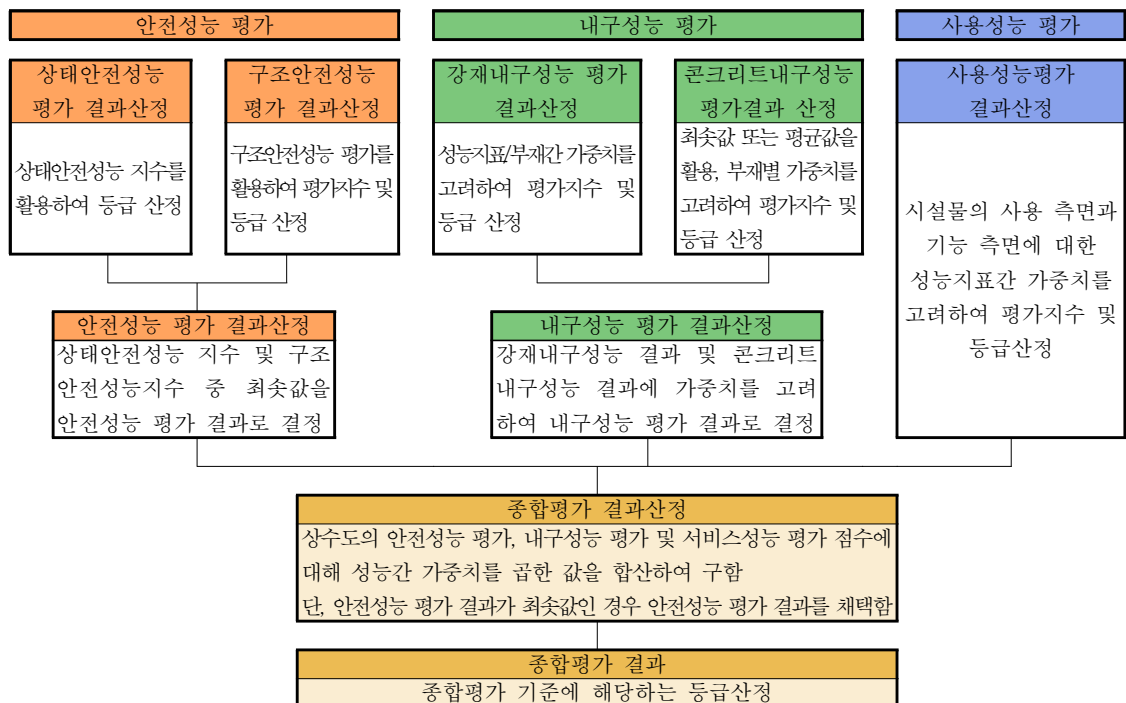 안전성능 평가
내구성능 평가
사용성능 평가
상태안전성능
평가 결과산정
상태안전성능 지수를
활용하여 등급 산정
구조안전성능
평가 결과산정
구조안전성능 평가를
활용하여 평가지수 및
등급 산정
강재내구성능 평가
결과산정
성능지표/부재간 가중치를
고려하여 평가지수 및
등급 산정
콘크리트내구성능
평가결과 산정
최솟값 또는 평균값을
활용, 부재별 가중치를
고려하여 평가지수 및
등급 산정
사용성능평가
결과산정
시설물의 사용 측면과
기능 측면에 대한
성능지표간 가중치를
고려하여 평가지수 및
등급산정
안전성능 평가 결과산정
상태안전성능 지수 및 구조
안전성능지수 중 최솟값을
안전성능 평가 결과로 결정
내구성능 평가 결과산정
강재내구성능 결과 및 콘크리트
내구성능 결과에 가중치를 고려
하여 내구성능 평가 결과로 결정
종합평가 결과산정
상수도의 안전성능 평가, 내구성능 평가 및 서비스성능 평가 점수에
대해 성능간 가중치를 곱한 값을 합산하여 구함
단, 안전성능 평가 결과가 최솟값인 경우 안전성능 평가 결과를 채택함
종합평가 결과
종합평가 기준에 해당하는 등급산정